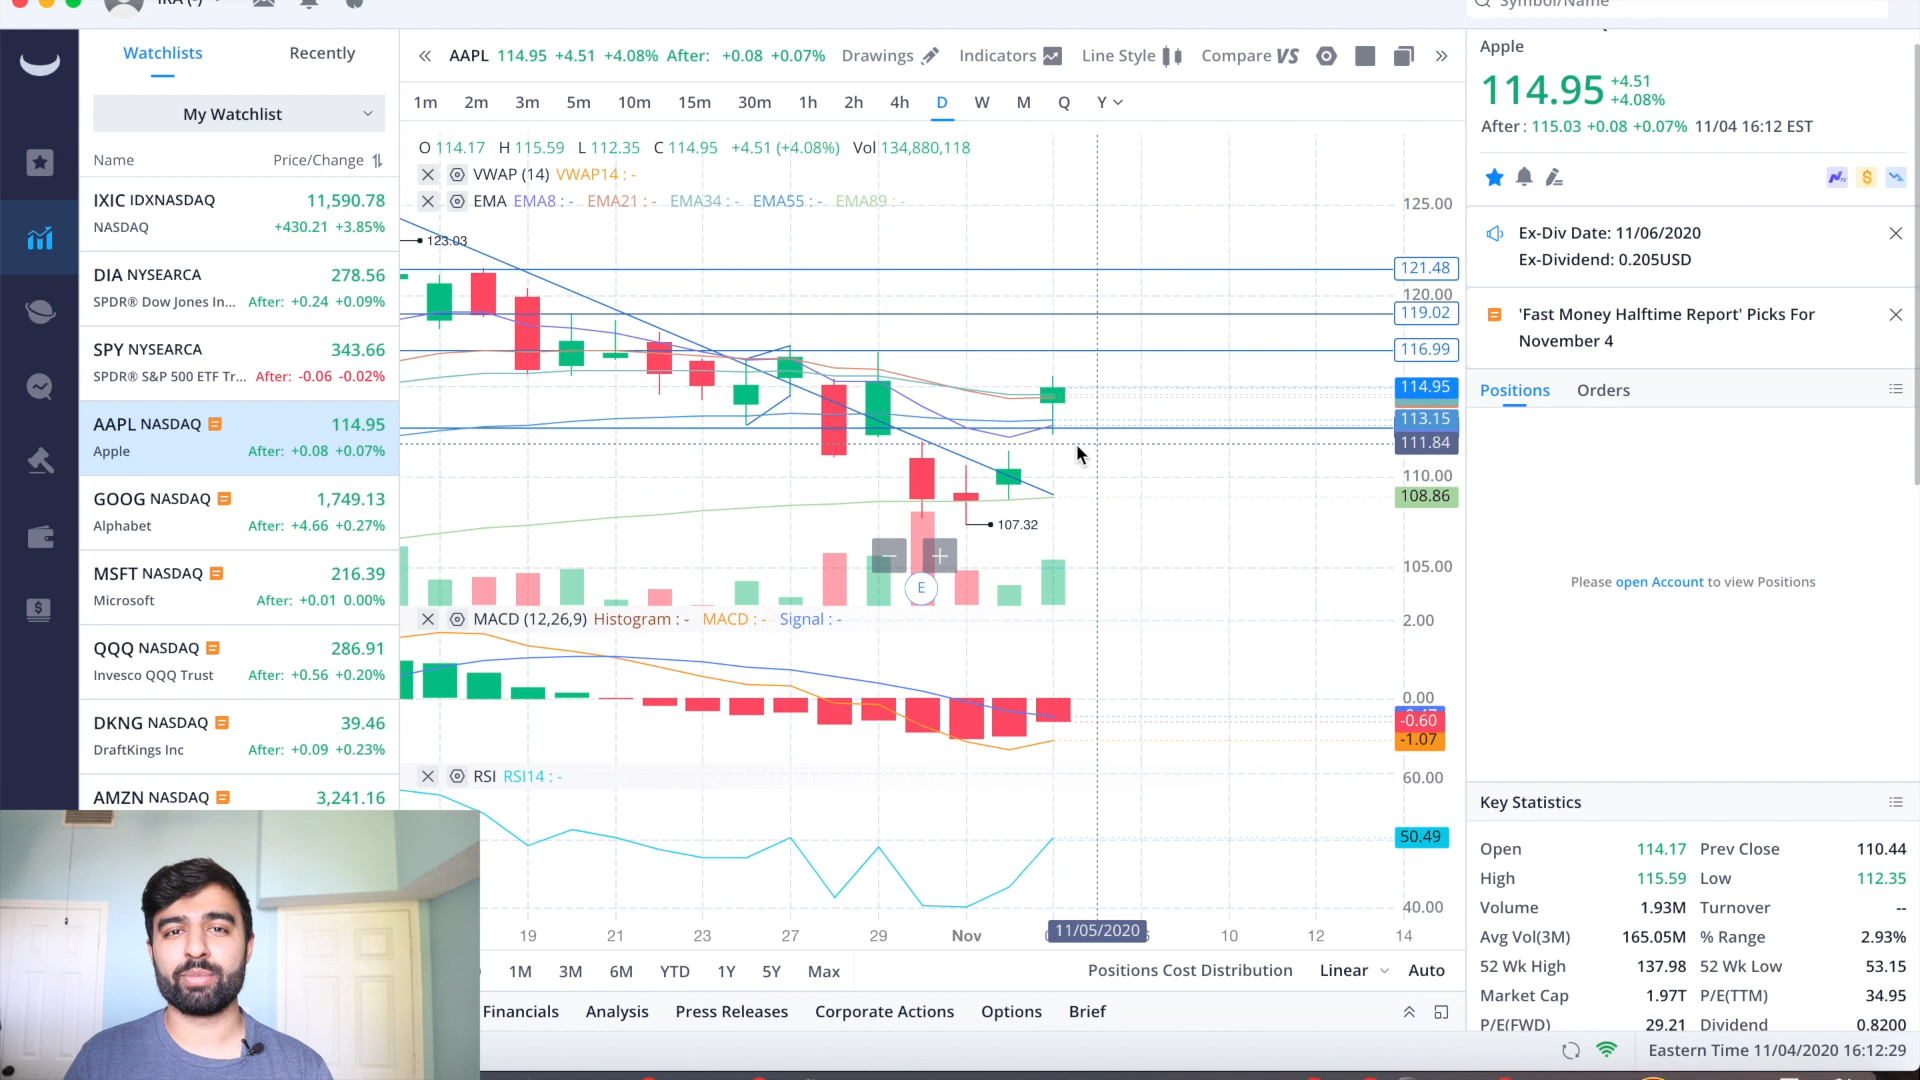 Symbol/Name
Watchlists Recently
My Watchlist
Name Price/Change
IXIC IDXNASDAQ 11,590.78
NASDAQ +430.21 +3.85%
DIA NYSEARCA 278.56
SPDR® Dow Jones In... After: +0.24 +0.09%
SPY NYSEARCA 343.66
SPDR® S&P 500 ETF Tr... After: -0.06 -0.02%
AAPL NASDAQ 114.95
Apple After: +0.08 +0.07%
GOOG NASDAQ 1,749.13
Alphabet After: +4.66 +0.27%
MSFT NASDAQ 216.39
Microsoft After: +0.01 0.00%
QQQ NASDAQ 286.91
Invesco QQQ Trust After: +0.56 +0.20%
DKNG NASDAQ 39.46
DraftKings Inc After: +0.09 +0.23%
AMZN NASDAQ 3,241.16
AAPL 114.95 +4.51 +4.08% After: +0.08 +0.07% Drawings Indicators Line Style Compare VS
1m 2m 3m 5m 10m 15m 30m 1h 2h 4h D W M Q Y
O 114.17 H 115.59 L 112.35 C 114.95 +4.51 (+4.08%) Vol 134,880,118
VWAP (14) VWAP14 : -
EMA EMA8 : - EMA21 : - EMA34 : - EMA55 : - EMA89 : -
125.00
123.03
121.48
120.00
119.02
116.99
114.95
113.15
111.84
110.00
108.86
107.32
105.00
E
MACD (12,26,9) Histogram : - MACD : - Signal : -
2.00
0.00
-0.60
-1.07
RSI RSI14 : -
60.00
50.49
40.00
19 21 23 27 29 Nov 11/05/2020 10 12 14
1M 3M 6M YTD 1Y 5Y Max Positions Cost Distribution Linear Auto
Financials Analysis Press Releases Corporate Actions Options Brief
Apple
114.95 +4.51
+4.08%
After : 115.03 +0.08 +0.07% 11/04 16:12 EST
Ex-Div Date: 11/06/2020
Ex-Dividend: 0.205USD
'Fast Money Halftime Report' Picks For
November 4
Positions Orders
Please open Account to view Positions
Key Statistics
Open 114.17 Prev Close 110.44
High 115.59 Low 112.35
Volume 1.93M Turnover --
Avg Vol(3M) 165.05M % Range 2.93%
52 Wk High 137.98 52 Wk Low 53.15
Market Cap 1.97T P/E(TTM) 34.95
P/E(FWD) 29.21 Dividend 0.8200
Eastern Time 11/04/2020 16:12:29